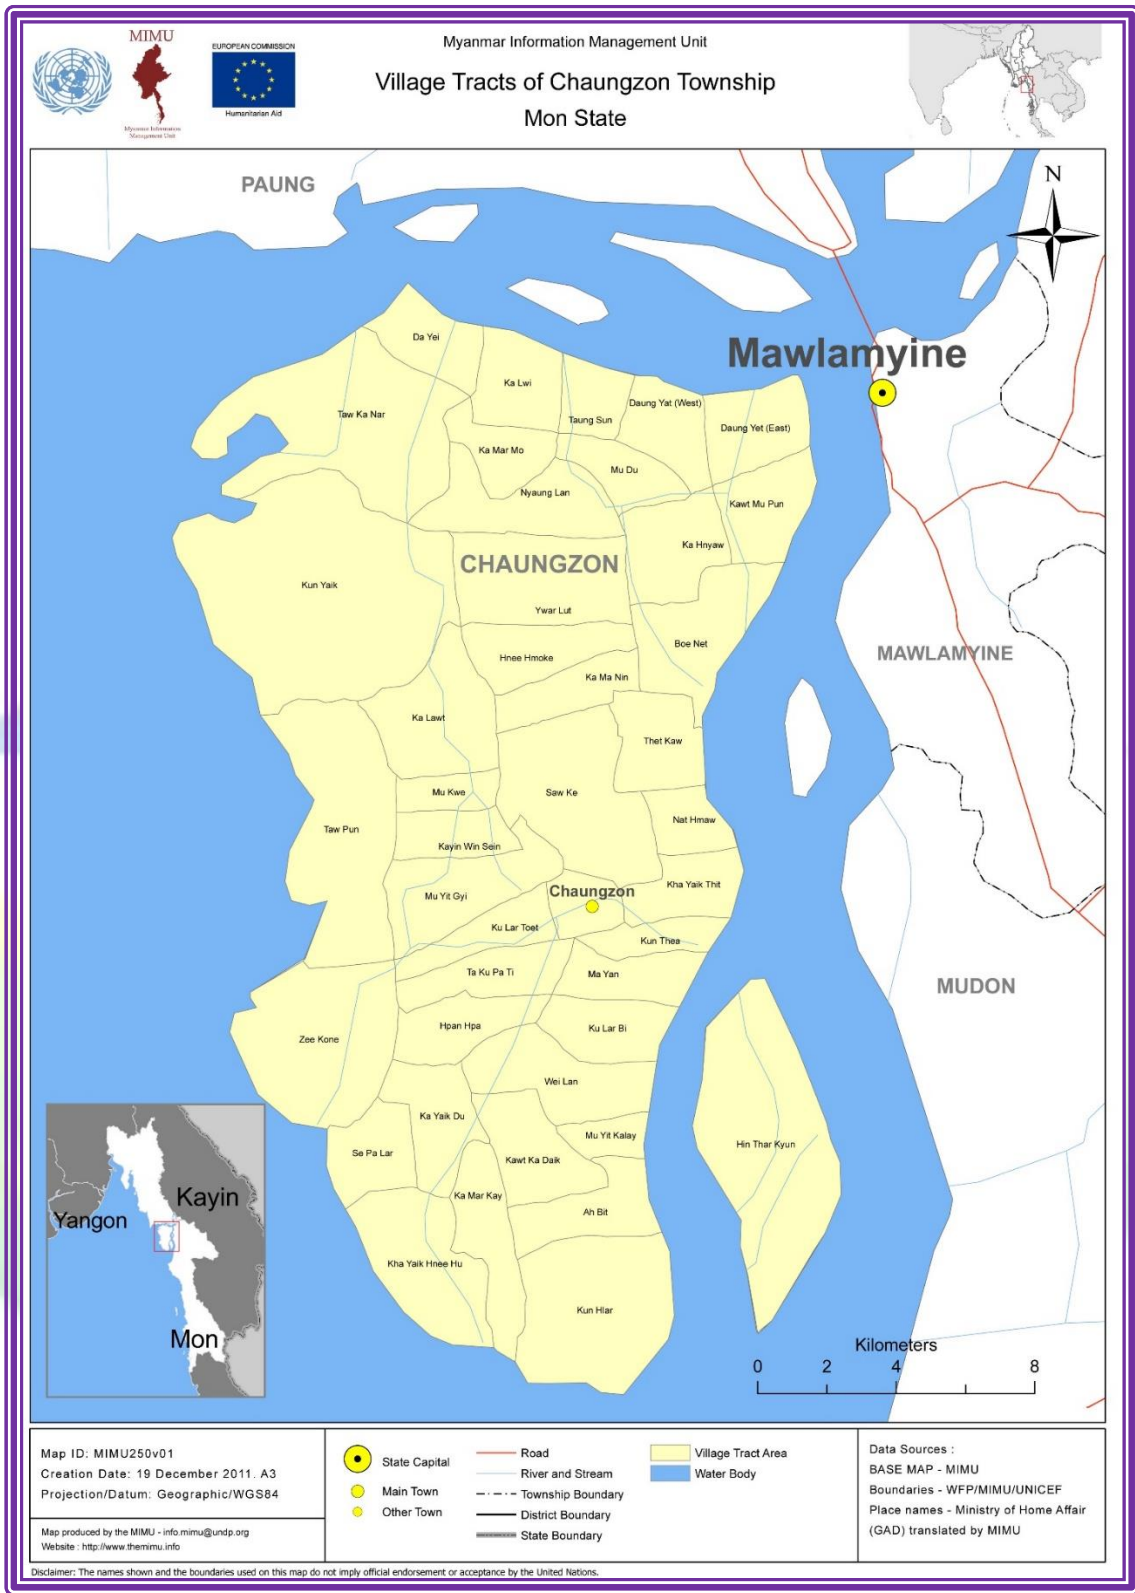 MIMU
Myanmar Information
Management Unit
EUROPEAN COMMISSION
Humanitarian Aid
Myanmar Information Management Unit
Village Tracts of Chaungzon Township
Mon State
PAUNG
N
Mawlamyine
Da Yei
Ka Lwi
Daung Yat (West)
Taw Ka Nar
Taung Sun
Daung Yet (East)
Ka Mar Mo
Mu Du
Nyaung Lan
Kawt Mu Pun
Ka Hnyaw
CHAUNGZON
Kun Yaik
Ywar Lut
Boe Net
MAWLAMYINE
Hnee Hmoke
Ka Ma Nin
Ka Lawt
Thet Kaw
Mu Kwe
Saw Ke
Nat Hmaw
Taw Pun
Kayin Win Sein
Kha Yaik Thit
Chaungzon
Mu Yit Gyi
Ku Lar Toet
Kun Thea
Ta Ku Pa Ti
Ma Yan
MUDON
Hpan Hpa
Ku Lar Bi
Zee Kone
Wei Lan
Ka Yaik Du
Mu Yit Kalay
Hin Thar Kyun
Se Pa Lar
Kawt Ka Daik
Ka Mar Kay
Ah Bit
Kha Yaik Hnee Hu
Kun Hlar
Kayin
Yangon
Mon
Kilometers
0 2 4 8
Map ID: MIMU250v01
Creation Date: 19 December 2011. A3
Projection/Datum: Geographic/WGS84
Map produced by the MIMU - info.mimu@undp.org
Website : http://www.themimu.info
State Capital
Main Town
Other Town
Road
River and Stream
Township Boundary
District Boundary
State Boundary
Village Tract Area
Water Body
Data Sources :
BASE MAP - MIMU
Boundaries - WFP/MIMU/UNICEF
Place names - Ministry of Home Affair
(GAD) translated by MIMU
Disclaimer: The names shown and the boundaries used on this map do not imply official endorsement or acceptance by the United Nations.